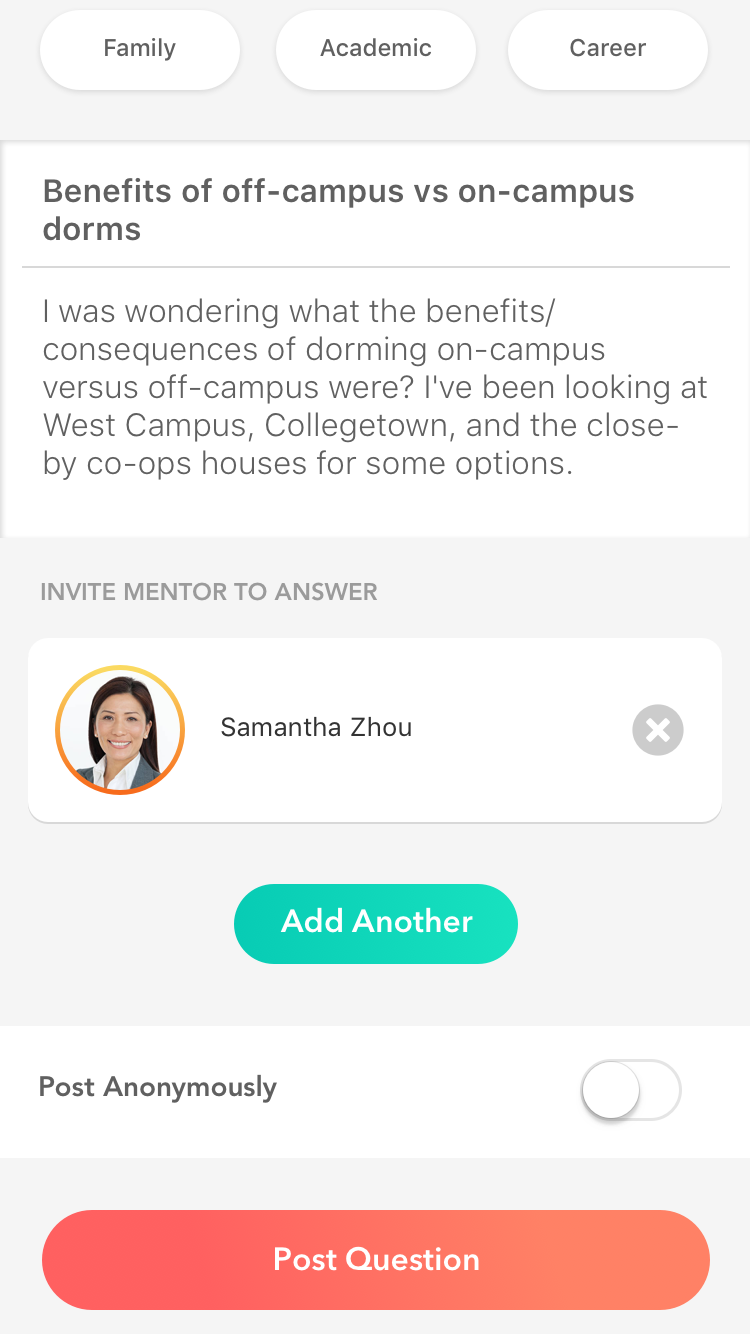 Family Academic Career
Benefits of off-campus vs on-campus
dorms
I was wondering what the benefits/
consequences of dorming on-campus
versus off-campus were? I've been looking at
West Campus, Collegetown, and the close-
by co-ops houses for some options.
INVITE MENTOR TO ANSWER
Samantha Zhou
Add Another
Post Anonymously
Post Question